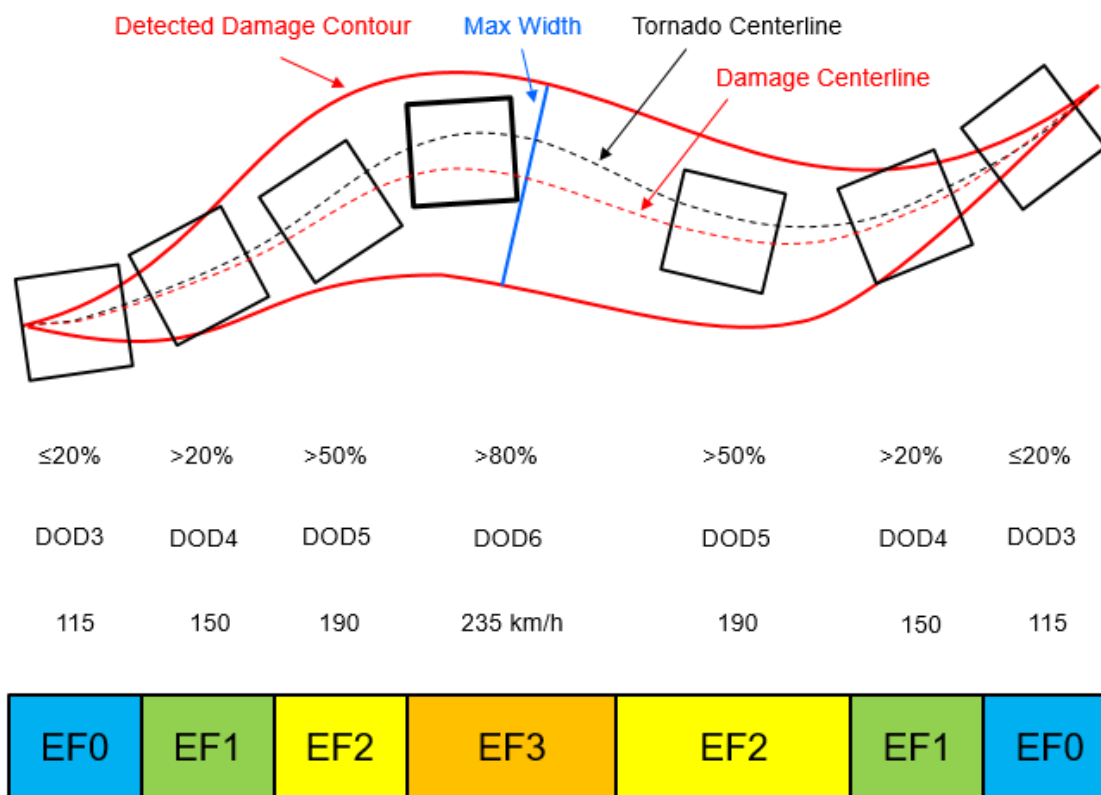 Detected Damage Contour Max Width Tornado Centerline
Damage Centerline
≤20% >20% >50% >80% >50% >20% ≤20%
DOD3 DOD4 DOD5 DOD6 DOD5 DOD4 DOD3
115 150 190 235 km/h 190 150 115
EF0 EF1 EF2 EF3 EF2 EF1 EF0